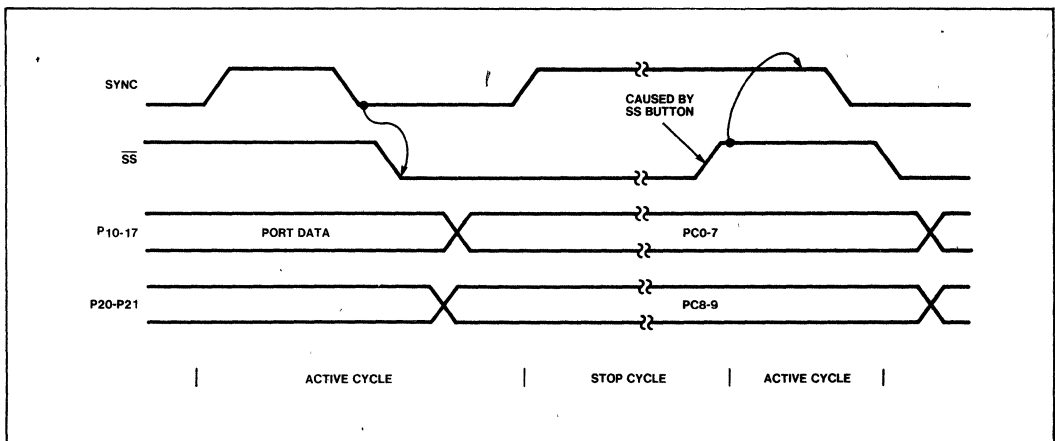 SYNC
CAUSED BY
SS BUTTON
SS
P10-17
PORT DATA
PC0-7
P20-P21
PC8-9
ACTIVE CYCLE
STOP CYCLE
ACTIVE CYCLE